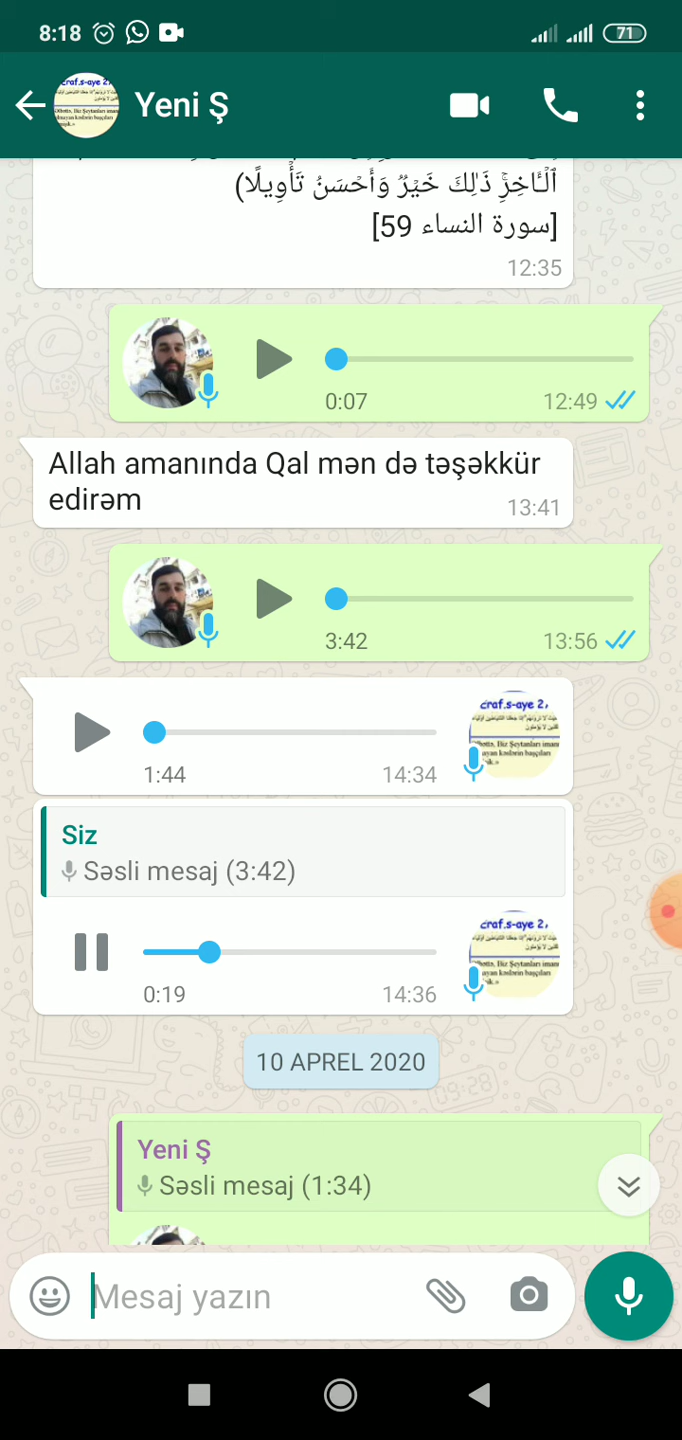 8:18
71
Yeni Ş
ٱلۡـَٔاخِرِۚ ذَٰلِكَ خَيۡرٞ وَأَحۡسَنُ تَأۡوِيلًا)
[سورة النساء 59]
12:35
0:07 12:49
Allah amanında Qal mən də təşəkkür
edirəm
13:41
3:42 13:56
1:44 14:34
Siz
Səsli mesaj (3:42)
0:19 14:36
10 APREL 2020
Yeni Ş
Səsli mesaj (1:34)
Mesaj yazın